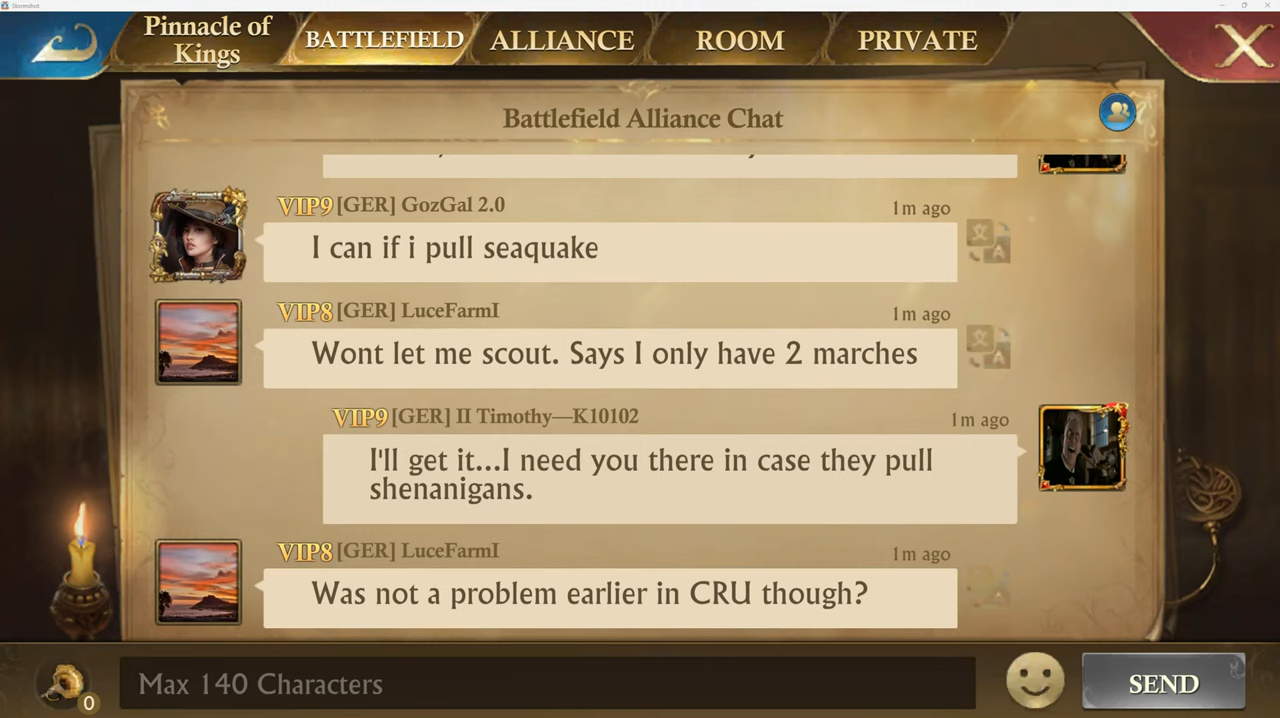 Stormshot
Pinnacle of
Kings
BATTLEFIELD
ALLIANCE
ROOM
PRIVATE
Battlefield Alliance Chat
VIP9 [GER] GozGal 2.0
1m ago
I can if i pull seaquake
VIP8 [GER] LuceFarmI
1m ago
Wont let me scout. Says I only have 2 marches
VIP9 [GER] II Timothy—K10102
1m ago
I'll get it...I need you there in case they pull
shenanigans.
VIP8 [GER] LuceFarmI
1m ago
Was not a problem earlier in CRU though?
0
Max 140 Characters
SEND